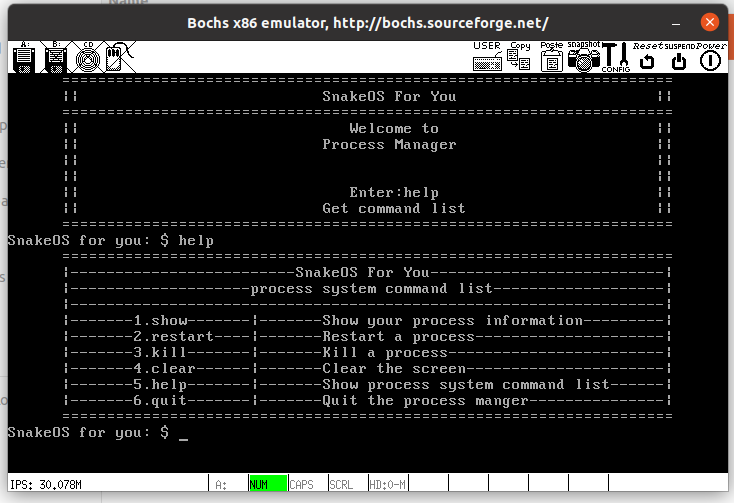 Bochs x86 emulator, http://bochs.sourceforge.net/
A: B: CD USER Copy Paste snapshot CONFIG Reset SUSPEND Power
=====================================================================
|| SnakeOS For You ||
=====================================================================
|| Welcome to ||
|| Process Manager ||
|| ||
|| ||
|| Enter:help ||
|| Get command list ||
=====================================================================
SnakeOS for you: $ help
=====================================================================
|-------------------------SnakeOS For You--------------------------|
|--------------------process system command list-------------------|
|------------------------------------------------------------------|
|-------1.show-------|-------Show your process information---------|
|-------2.restart----|-------Restart a process---------------------|
|-------3.kill-------|-------Kill a process------------------------|
|-------4.clear------|-------Clear the screen----------------------|
|-------5.help-------|-------Show process system command list------|
|-------6.quit-------|-------Quit the process manger---------------|
=====================================================================
SnakeOS for you: $ _
IPS: 30.078M A: NUM CAPS SCRL HD:0-M